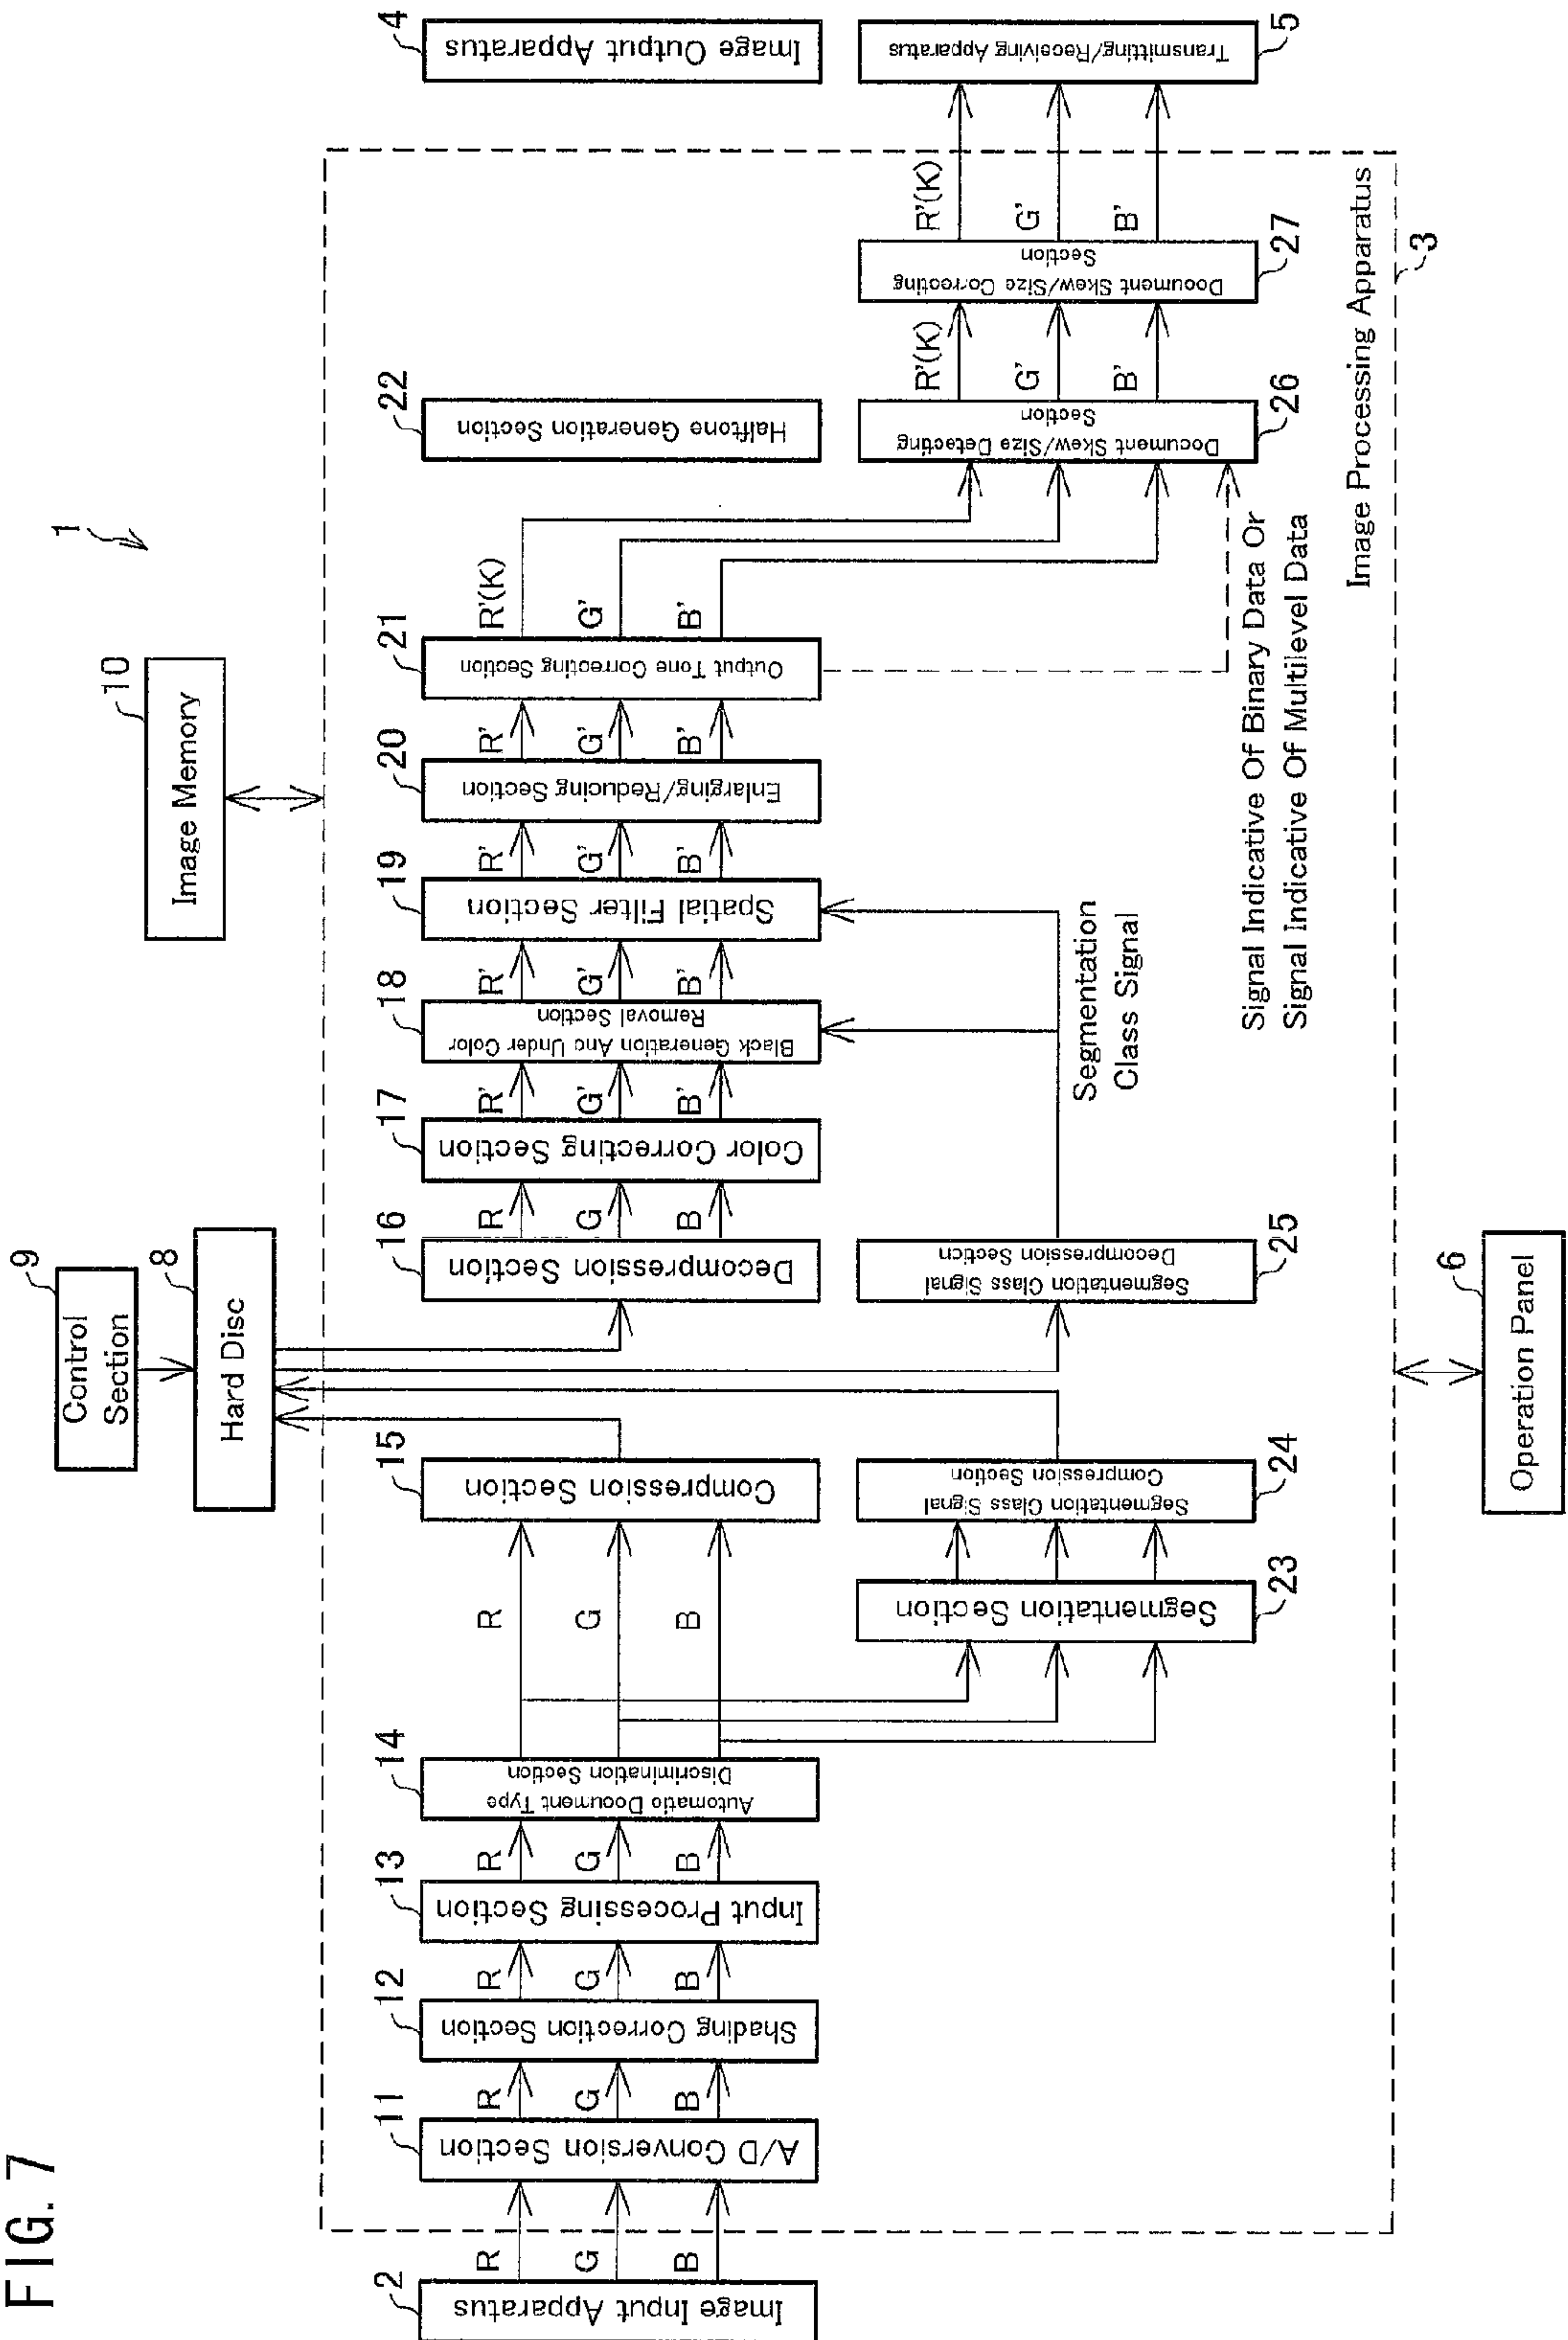 FIG. 7
1
9
Control
Section
8
Hard Disc
10
Image Memory
2
Image Input Apparatus
R
G
B
11
A/D Conversion Section
R
G
B
12
Shading Correction Section
R
G
B
13
Input Processing Section
R
G
B
14
Automatic Document Type
Discrimination Section
R
G
B
15
Compression Section
16
Decompression Section
R
G
B
17
Color Correcting Section
R'
G'
B'
18
Black Generation And Under Color
Removal Section
R'
G'
B'
19
Spatial Filter Section
R'
G'
B'
20
Enlarging/Reducing Section
R'
G'
B'
21
Output Tone Correcting Section
R'(K)
G'
B'
22
Halftone Generation Section
4
Image Output Apparatus
Segmentation Section
23
Segmentation Class Signal
Compression Section
24
Segmentation Class Signal
Decompression Section
25
Segmentation
Class Signal
Document Skew/Size Detecting
Section
26
R'(K)
G'
B'
Document Skew/Size Correcting
Section
27
R'(K)
G'
B'
Transmitting/Receiving Apparatus
5
Signal Indicative Of Binary Data Or
Signal Indicative Of Multilevel Data
Image Processing Apparatus
3
6
Operation Panel